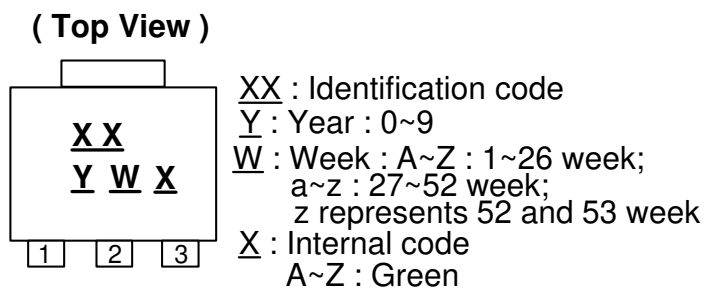 ( Top View )
XX : Identification code
Y : Year : 0~9
W : Week : A~Z : 1~26 week;
a~z : 27~52 week;
z represents 52 and 53 week
X : Internal code
A~Z : Green
X X
Y W X
1 2 3